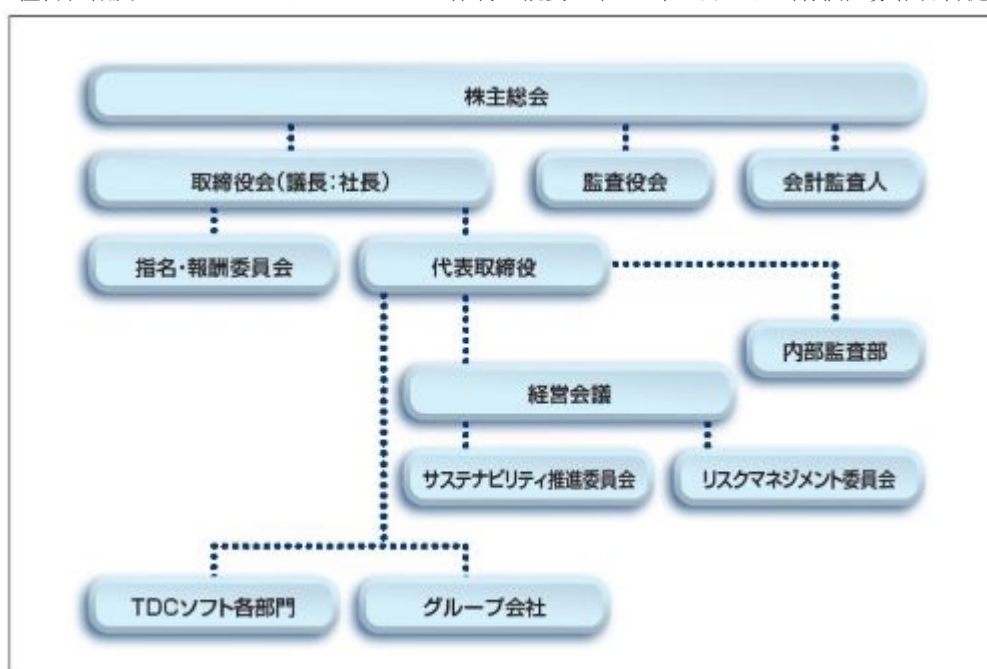 株主総会
取締役会(議長:社長)
監査役会
会計監査人
指名・報酬委員会
代表取締役
内部監査部
経営会議
サステナビリティ推進委員会
リスクマネジメント委員会
TDCソフト各部門
グループ会社